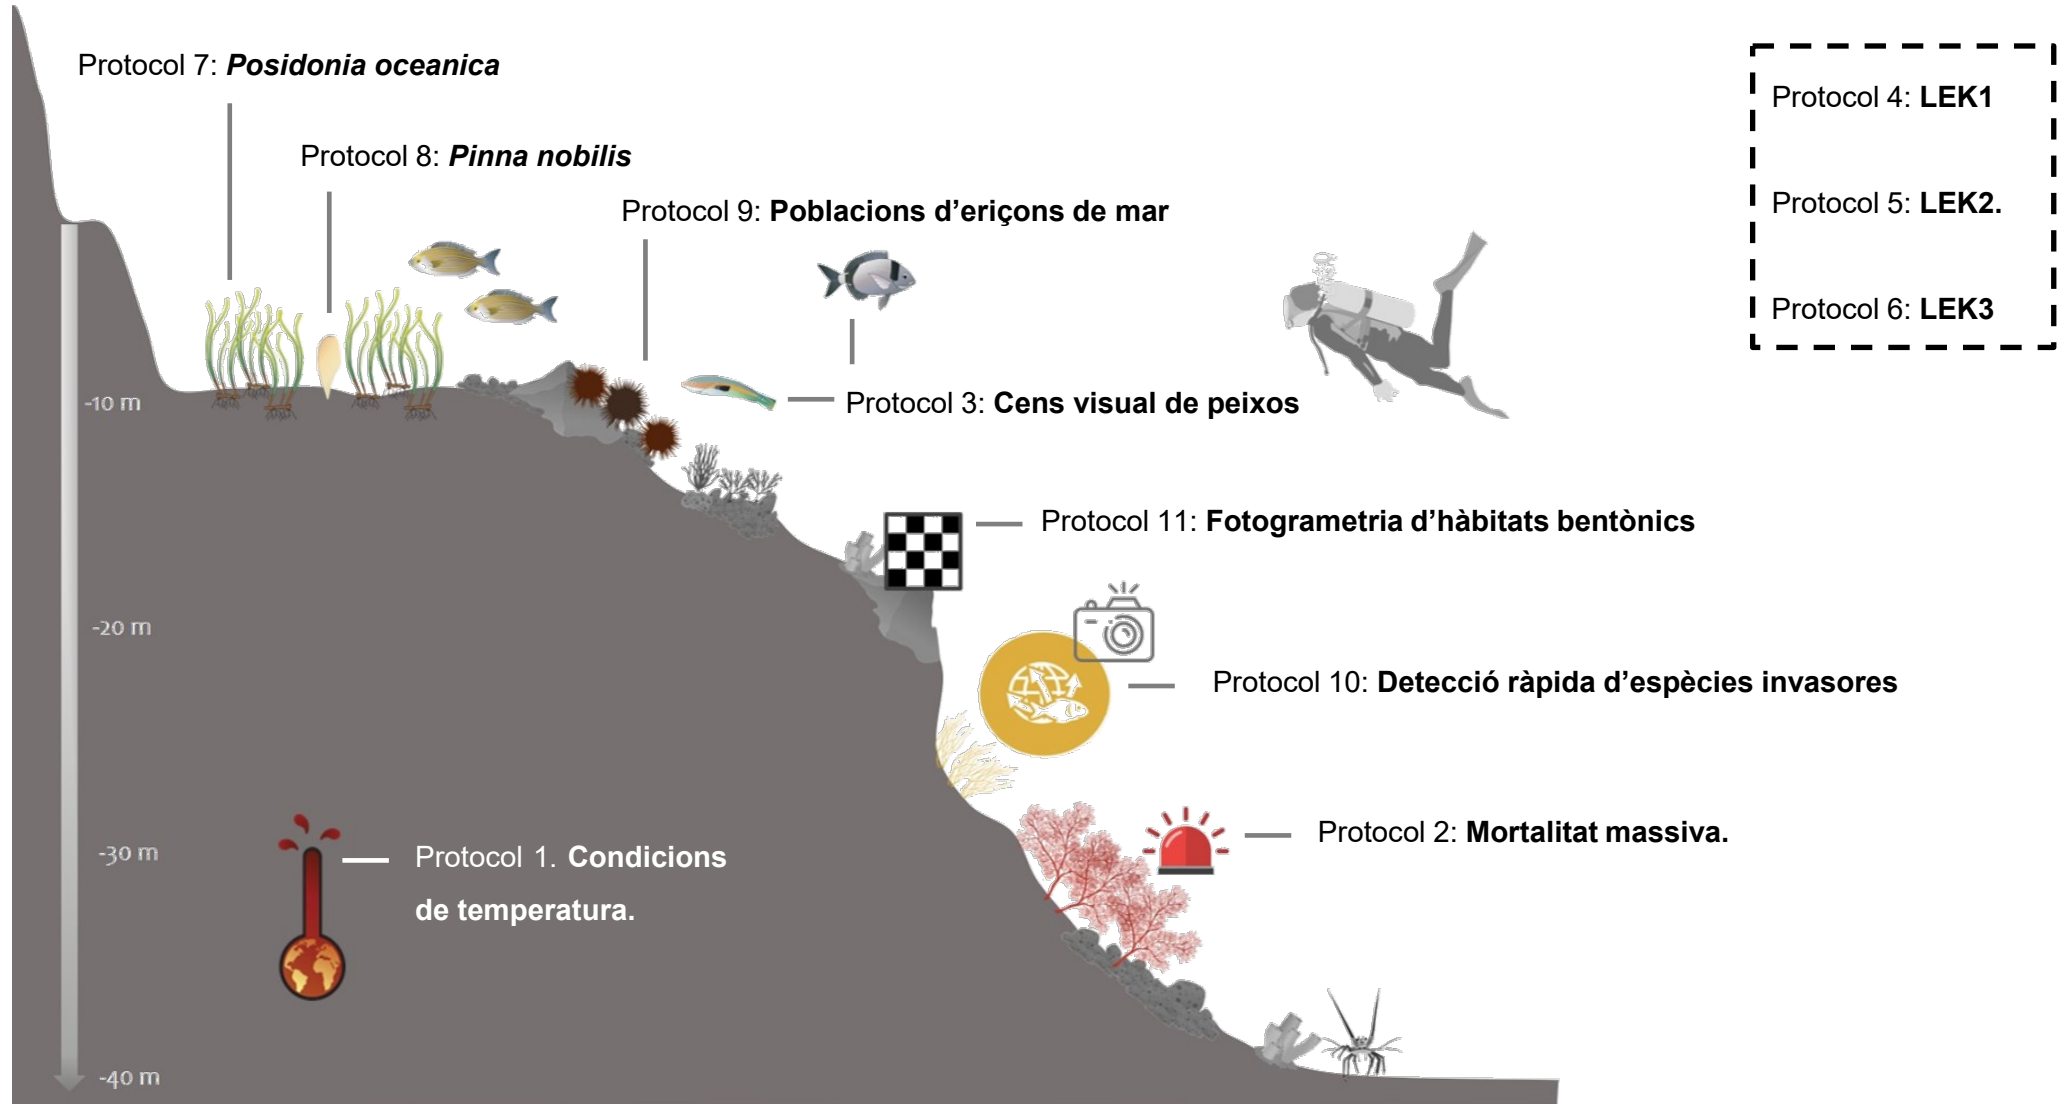 Protocol 7: Posidonia oceanica
Protocol 4: LEK1
Protocol 8: Pinna nobilis
Protocol 5: LEK2.
Protocol 9: Poblacions d’eriçons de mar
Protocol 6: LEK3
-10 m
Protocol 3: Cens visual de peixos
Protocol 11: Fotogrametria d’hàbitats bentònics
-20 m
Protocol 10: Detecció ràpida d’espècies invasores
Protocol 2: Mortalitat massiva.
-30 m
Protocol 1. Condicions
de temperatura.
-40 m